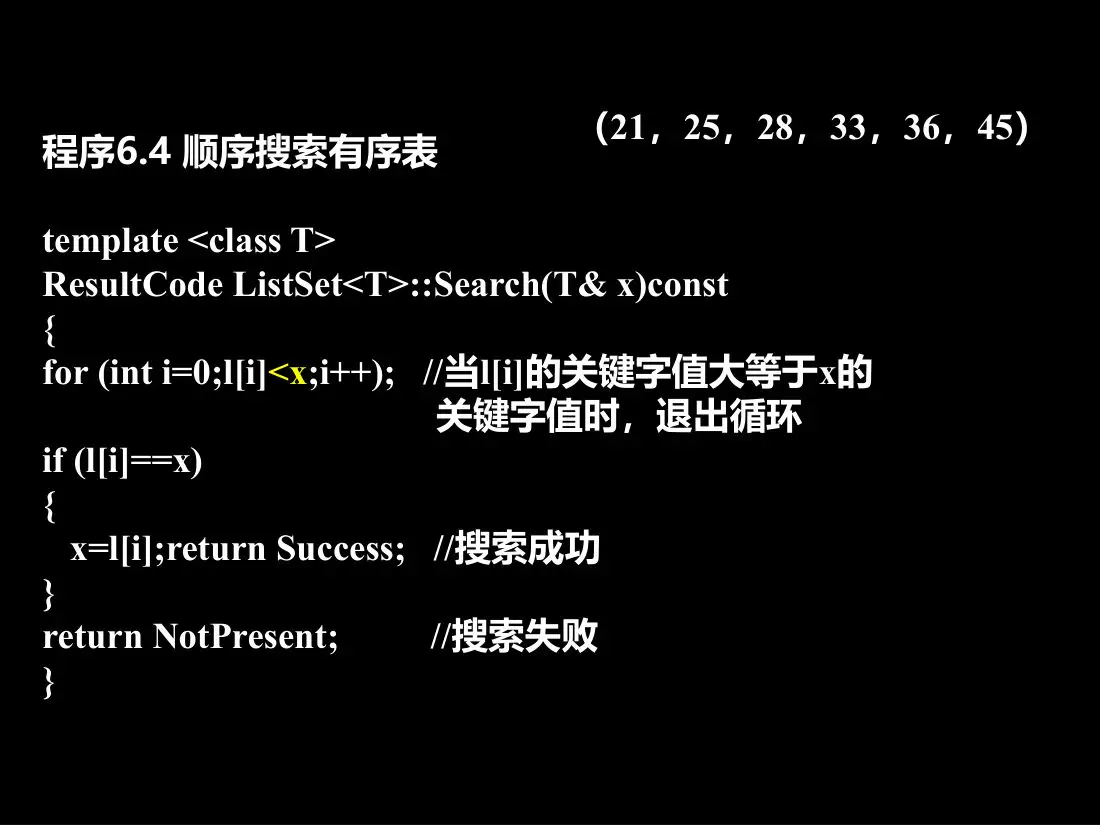 (21，25，28，33，36，45)
程序6.4 顺序搜索有序表
template <class T>
ResultCode ListSet<T>::Search(T& x)const
{
for (int i=0;l[i]<x;i++); //当l[i]的关键字值大等于x的
关键字值时，退出循环
if (l[i]==x)
{
x=l[i];return Success; //搜索成功
}
return NotPresent; //搜索失败
}